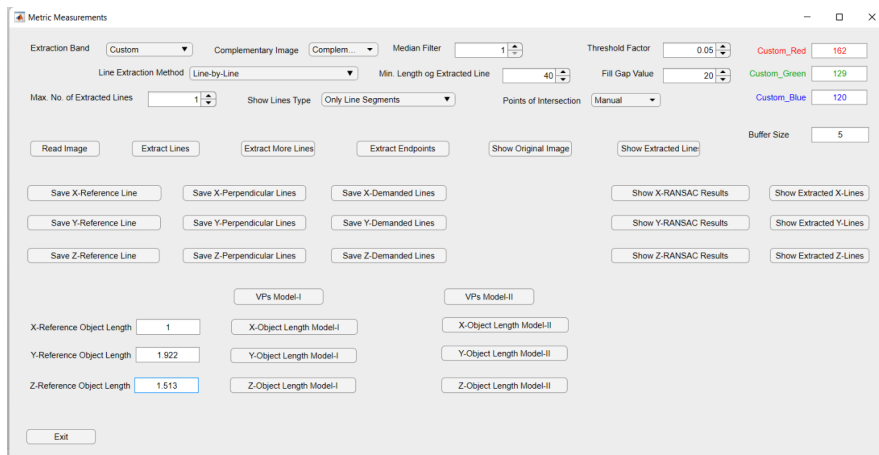 Metric Measurements
Extraction Band Custom Complementary Image Complem... Median Filter 1 Threshold Factor 0.05 Custom_Red 162
Line Extraction Method Line-by-Line Min. Length og Extracted Line 40 Fill Gap Value 20 Custom_Green 129
Max. No. of Extracted Lines 1 Show Lines Type Only Line Segments Points of Intersection Manual Custom_Blue 120
Buffer Size 5
Read Image Extract Lines Extract More Lines Extract Endpoints Show Original Image Show Extracted Line
Save X-Reference Line Save X-Perpendicular Lines Save X-Demanded Lines Show X-RANSAC Results Show Extracted X-Lines
Save Y-Reference Line Save Y-Perpendicular Lines Save Y-Demanded Lines Show Y-RANSAC Results Show Extracted Y-Lines
Save Z-Reference Line Save Z-Perpendicular Lines Save Z-Demanded Lines Show Z-RANSAC Results Show Extracted Z-Lines
VPs Model-I VPs Model-II
X-Reference Object Length 1 X-Object Length Model-I X-Object Length Model-II
Y-Reference Object Length 1.922 Y-Object Length Model-I Y-Object Length Model-II
Z-Reference Object Length 1.513 Z-Object Length Model-I Z-Object Length Model-II
Exit